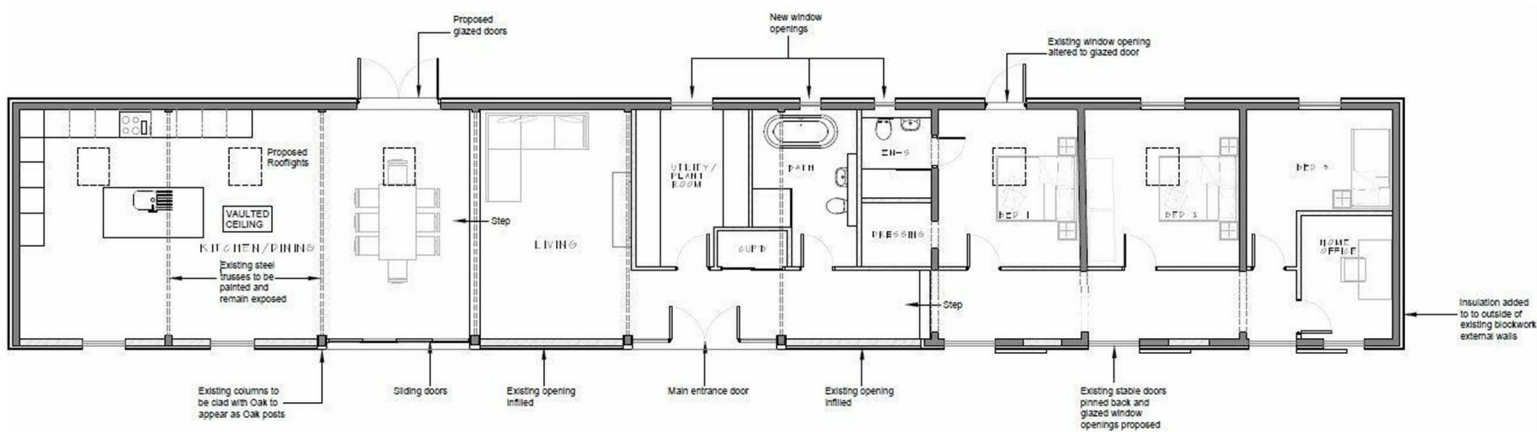 Proposed
glazed doors
New window
openings
Existing window opening
altered to glazed door
Proposed
Rooflights
VAULTED
CEILING
KITCHEN/DINING
Existing steel
trusses to be
painted and
remain exposed
Step
LIVING
UTILITY/
PLANT
ROOM
CUP'D
BATH
EN-S
DRESSING
Step
BED 1
BED 2
BED 3
HOME
OFFICE
Insulation added
to to outside of
existing blockwork
external walls
Existing columns to
be clad with Oak to
appear as Oak posts
Sliding doors
Existing opening
infilled
Main entrance door
Existing opening
infilled
Existing stable doors
pinned back and
glazed window
openings proposed